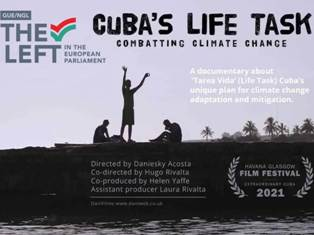 GUE/NGL
THE LEFT
IN THE EUROPEAN PARLIAMENT
CUBA'S LIFE TASK
COMBATTING CLIMATE CHANGE
A documentary about
'Tarea Vida' (Life Task) Cuba's
unique plan for climate change
adaptation and mitigation.
Directed by Daniesky Acosta
Co-directed by Hugo Rivalta
Co-produced by Helen Yaffe
Assistant producer Laura Rivalta
HAVANA GLASGOW
FILM FESTIVAL
EXTRAORDINARY CUBA
2021